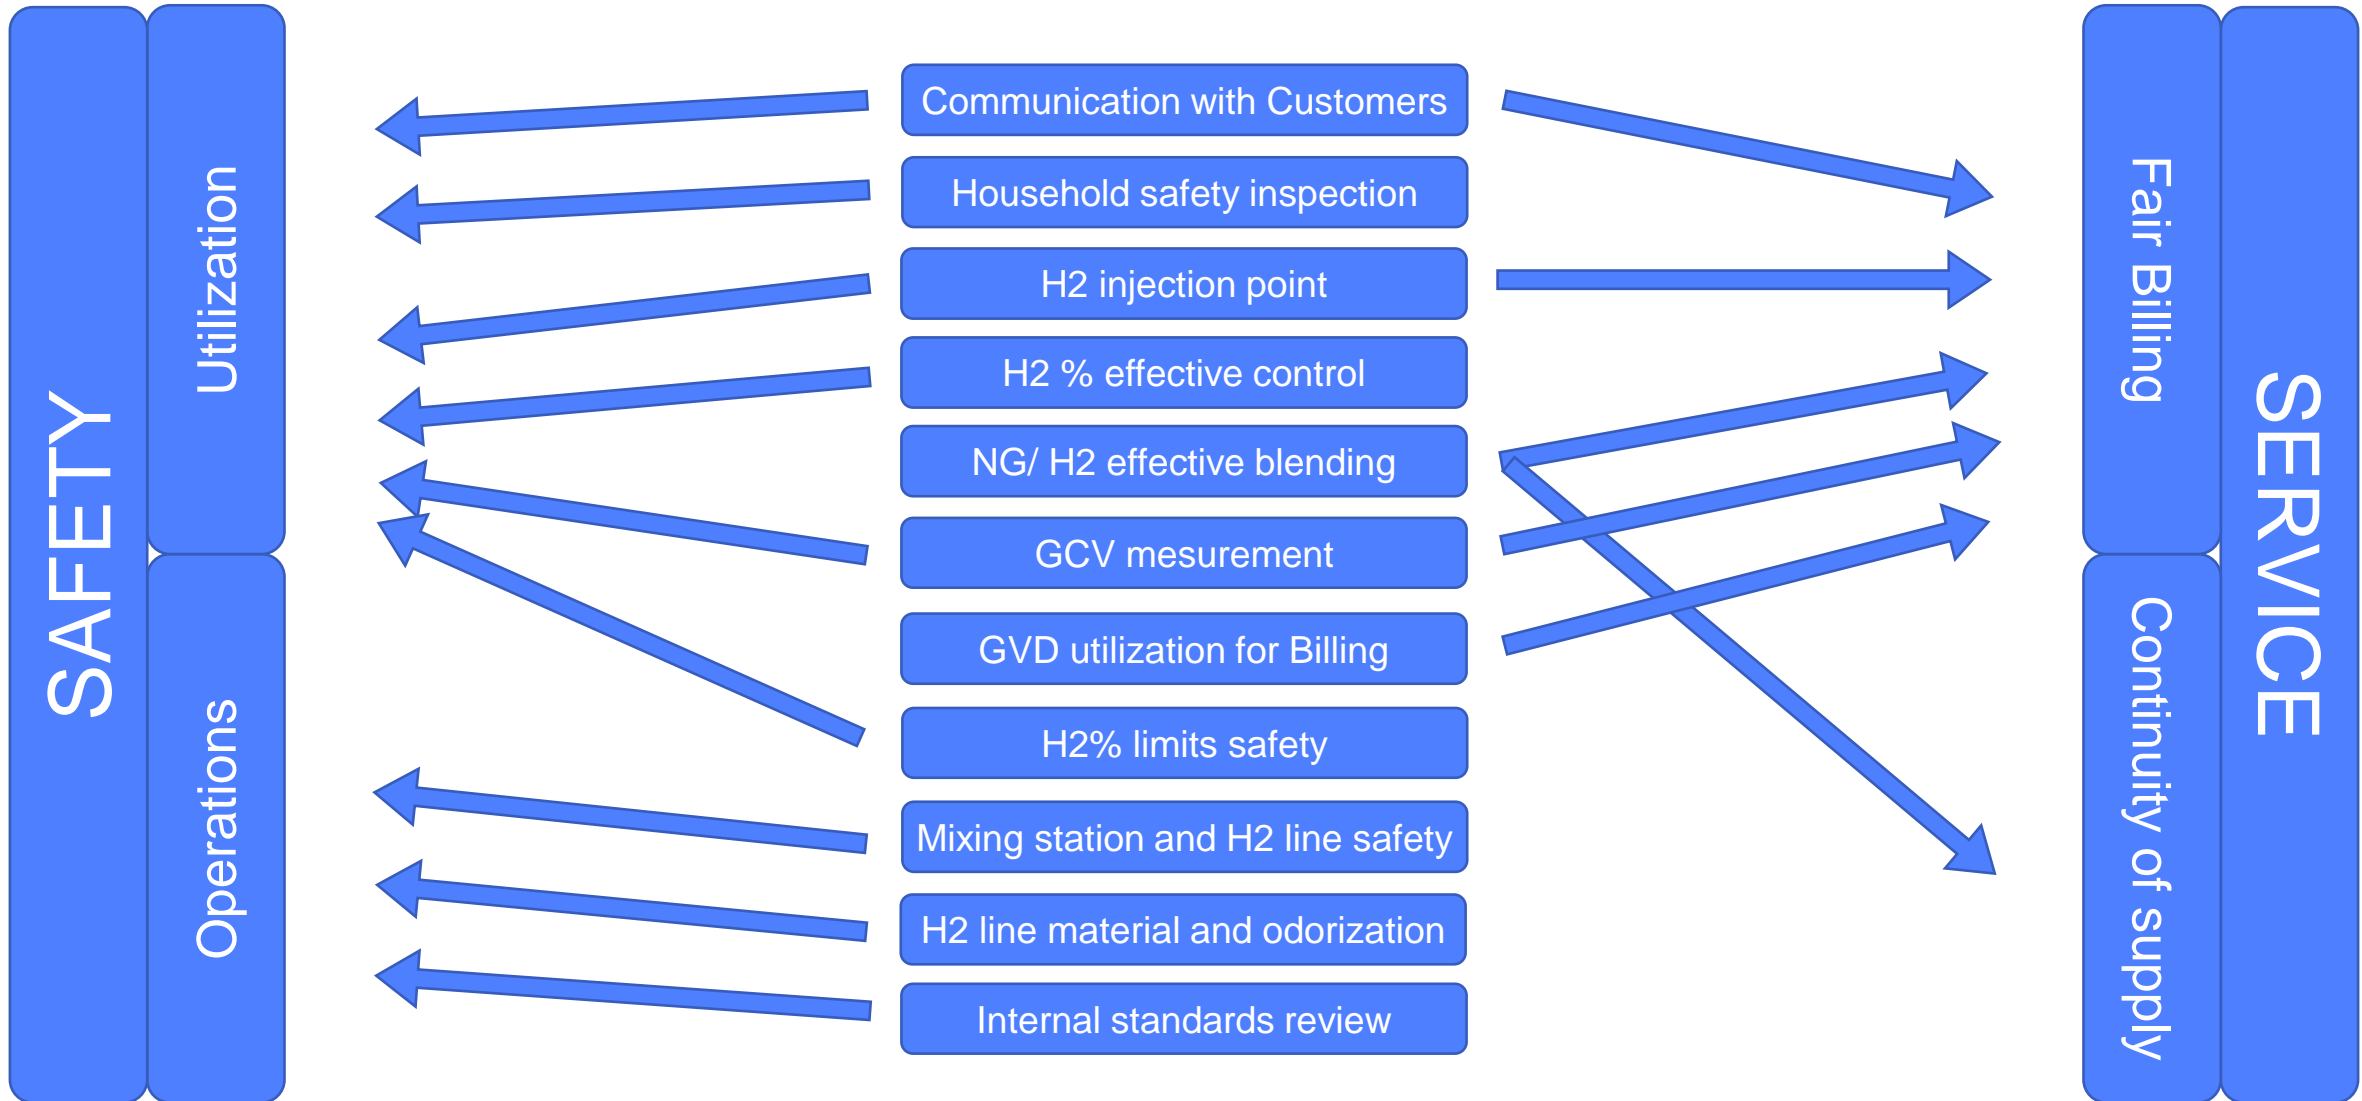 SAFETY
Utilization
Operations
Communication with Customers
Household safety inspection
H2 injection point
H2 % effective control
NG/ H2 effective blending
GCV mesurement
GVD utilization for Billing
H2% limits safety
Mixing station and H2 line safety
H2 line material and odorization
Internal standards review
Fair Billing
Continuity of supply
SERVICE